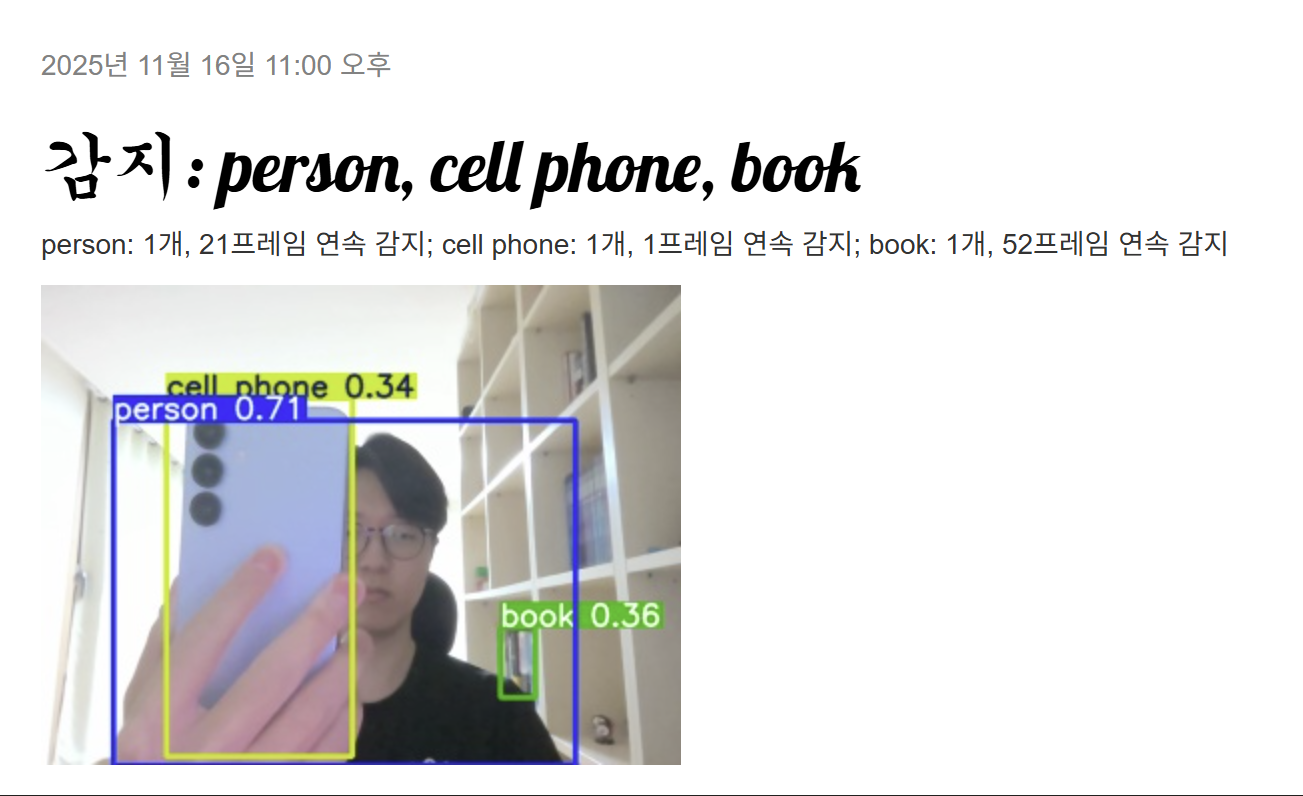 2025년 11월 16일 11:00 오후
감지: person, cell phone, book
person: 1개, 21프레임 연속 감지; cell phone: 1개, 1프레임 연속 감지; book: 1개, 52프레임 연속 감지
cell phone 0.34
person 0.71
book 0.36